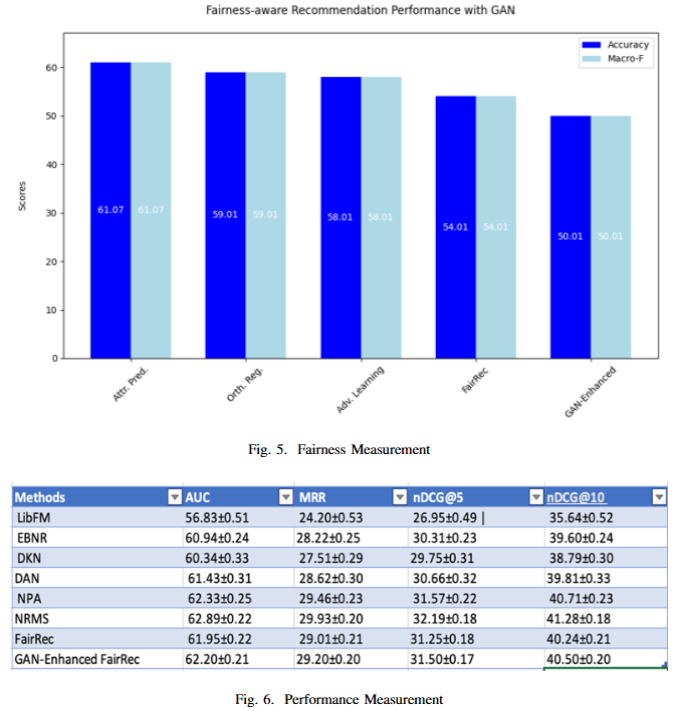 Fairness-aware Recommendation Performance with GAN
Accuracy
Macro-F
60
50
40
30
20
10
0
Scores
61.07 61.07 59.01 59.01 58.01 58.01 54.01 54.01 50.01 50.01
Attr. Pred. Orth. Reg. Adv. Learning FairRec GAN-Enhanced
Fig. 5. Fairness Measurement
Methods AUC MRR nDCG@5 nDCG@10
LibFM 56.83±0.51 24.20±0.53 26.95±0.49 35.64±0.52
EBNR 60.94±0.24 28.22±0.25 30.31±0.23 39.60±0.24
DKN 60.34±0.33 27.51±0.29 29.75±0.31 38.79±0.30
DAN 61.43±0.31 28.62±0.30 30.66±0.32 39.81±0.33
NPA 62.33±0.25 29.46±0.23 31.57±0.22 40.71±0.23
NRMS 62.89±0.22 29.93±0.20 32.19±0.18 41.28±0.18
FairRec 61.95±0.22 29.01±0.21 31.25±0.18 40.24±0.21
GAN-Enhanced FairRec 62.20±0.21 29.20±0.20 31.50±0.17 40.50±0.20
Fig. 6. Performance Measurement